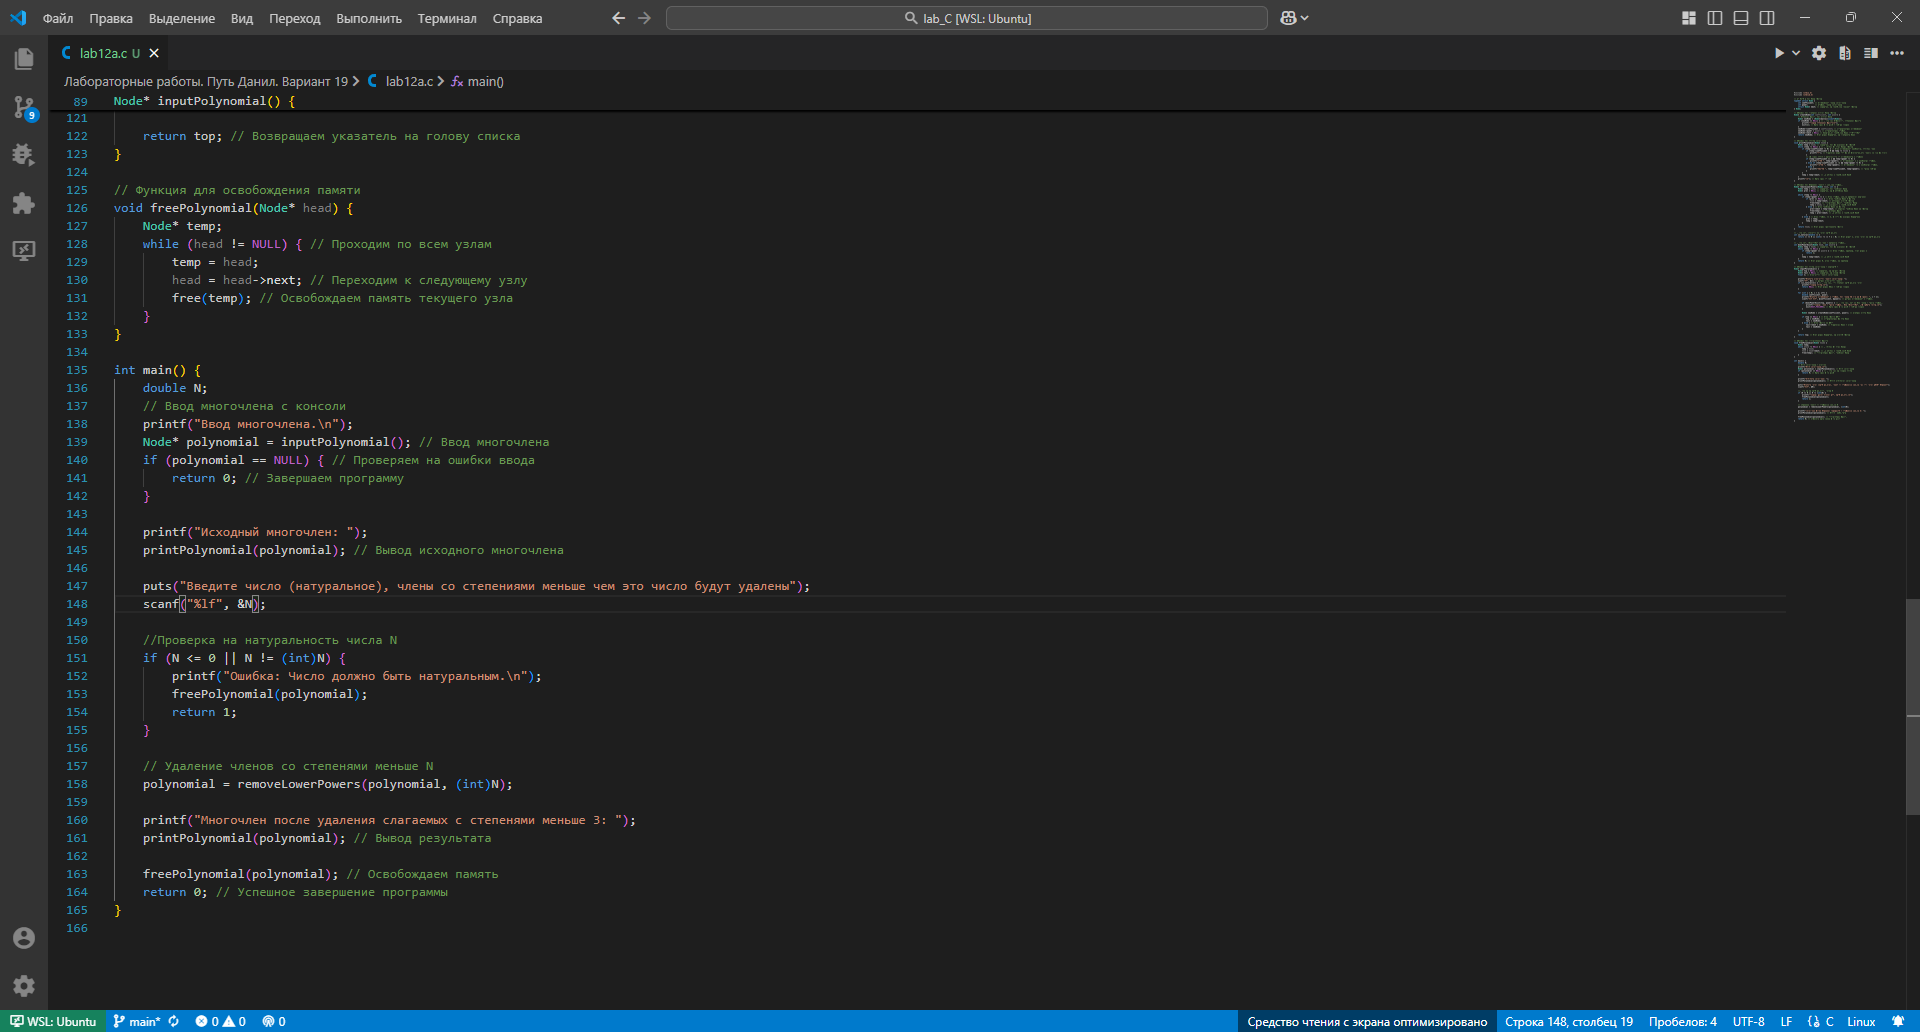 Файл Правка Выделение Вид Переход Выполнить Терминал Справка
lab_C [WSL: Ubuntu]
lab12a.c U
Лабораторные работы. Путь Данил. Вариант 19 > C lab12a.c > main()
89 Node* inputPolynomial() {
121
122 return top; // Возвращаем указатель на голову списка
123 }
124
125 // Функция для освобождения памяти
126 void freePolynomial(Node* head) {
127 Node* temp;
128 while (head != NULL) { // Проходим по всем узлам
129 temp = head;
130 head = head->next; // Переходим к следующему узлу
131 free(temp); // Освобождаем память текущего узла
132 }
133 }
134
135 int main() {
136 double N;
137 // Ввод многочлена с консоли
138 printf("Ввод многочлена.\n");
139 Node* polynomial = inputPolynomial(); // Ввод многочлена
140 if (polynomial == NULL) { // Проверяем на ошибки ввода
141 return 0; // Завершаем программу
142 }
143
144 printf("Исходный многочлен: ");
145 printPolynomial(polynomial); // Вывод исходного многочлена
146
147 puts("Введите число (натуральное), члены со степениями меньше чем это число будут удалены");
148 scanf("%lf", &N);
149
150 //Проверка на натуральность числа N
151 if (N <= 0 || N != (int)N) {
152 printf("Ошибка: Число должно быть натуральным.\n");
153 freePolynomial(polynomial);
154 return 1;
155 }
156
157 // Удаление членов со степенями меньше N
158 polynomial = removeLowerPowers(polynomial, (int)N);
159
160 printf("Многочлен после удаления слагаемых с степенями меньше 3: ");
161 printPolynomial(polynomial); // Вывод результата
162
163 freePolynomial(polynomial); // Освобождаем память
164 return 0; // Успешное завершение программы
165 }
166
9
WSL: Ubuntu main* 0 0 0 Средство чтения с экрана оптимизировано Строка 148, столбец 19 Пробелов: 4 UTF-8 LF {} C Linux